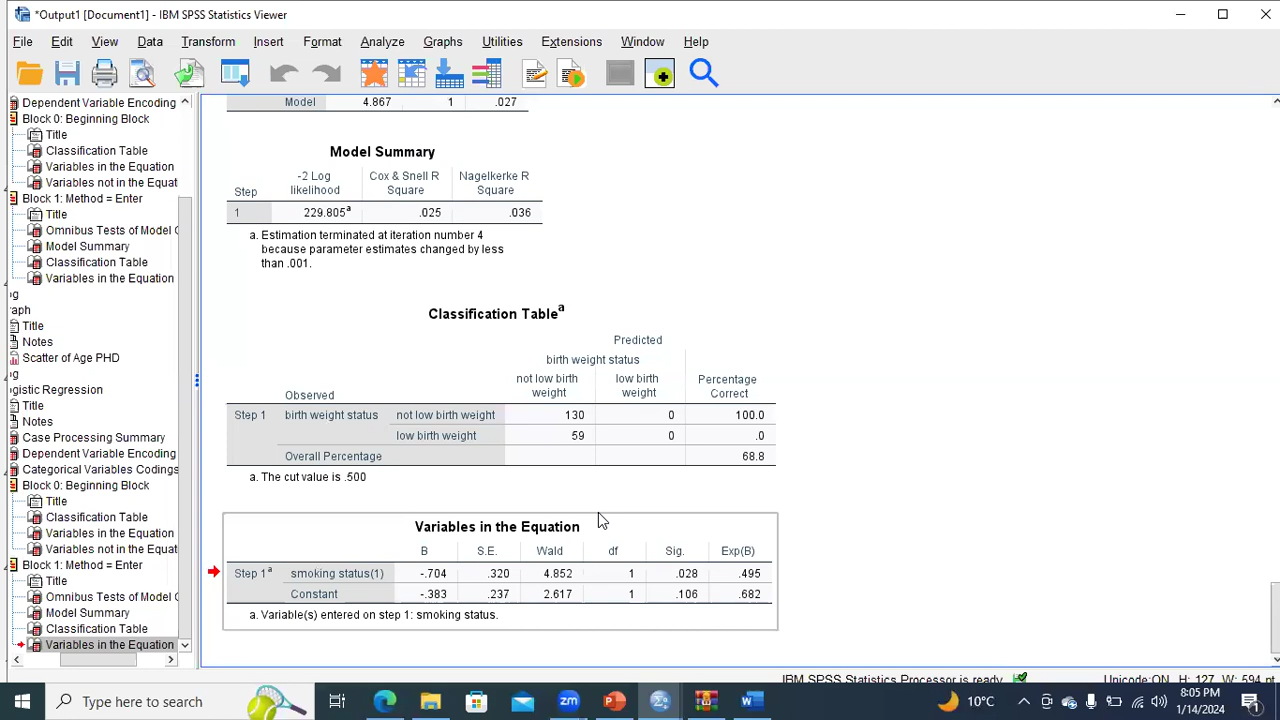 *Output1 [Document1] - IBM SPSS Statistics Viewer
File Edit View Data Transform Insert Format Analyze Graphs Utilities Extensions Window Help
Dependent Variable Encoding
Block 0: Beginning Block
Title
Classification Table
Variables in the Equation
Variables not in the Equat
Block 1: Method = Enter
Title
Omnibus Tests of Model C
Model Summary
Classification Table
Variables in the Equation
og
raph
Title
Notes
Scatter of Age PHD
og
ogistic Regression
Title
Notes
Case Processing Summary
Dependent Variable Encoding
Categorical Variables Codings
Block 0: Beginning Block
Title
Classification Table
Variables in the Equation
Variables not in the Equat
Block 1: Method = Enter
Title
Omnibus Tests of Model C
Model Summary
Classification Table
Variables in the Equation
Model 4.867 1 .027
Model Summary
Step -2 Log likelihood Cox & Snell R Square Nagelkerke R Square
1 229.805a .025 .036
a. Estimation terminated at iteration number 4
because parameter estimates changed by less
than .001.
Classification Tablea
Predicted
birth weight status
Observed not low birth weight low birth weight Percentage Correct
Step 1 birth weight status not low birth weight 130 0 100.0
low birth weight 59 0 .0
Overall Percentage 68.8
a. The cut value is .500
Variables in the Equation
B S.E. Wald df Sig. Exp(B)
Step 1a smoking status(1) -.704 .320 4.852 1 .028 .495
Constant -.383 .237 2.617 1 .106 .682
a. Variable(s) entered on step 1: smoking status.
IBM SPSS Statistics Processor is ready
Unicode:ON H: 127, W: 594 pt
Type here to search
zm
10°C
8:05 PM
1/14/2024
1